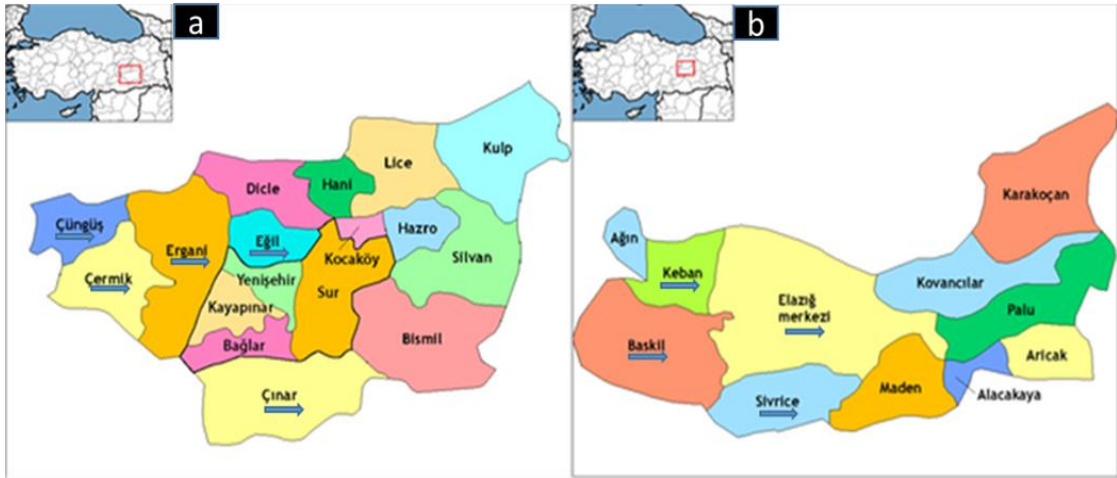 a
Kulp
Lice
Dicle
Hani
Çüngüş
Hazro
Ergani
Eğil
Kocaköy
Silvan
Çermik
Yenişehir
Sur
Kayapınar
Bismil
Bağlar
Çınar
b
Karakoçan
Ağın
Keban
Kovancılar
Elazığ
merkezi
Palu
Baskil
Aricak
Maden
Alacakaya
Sivrice